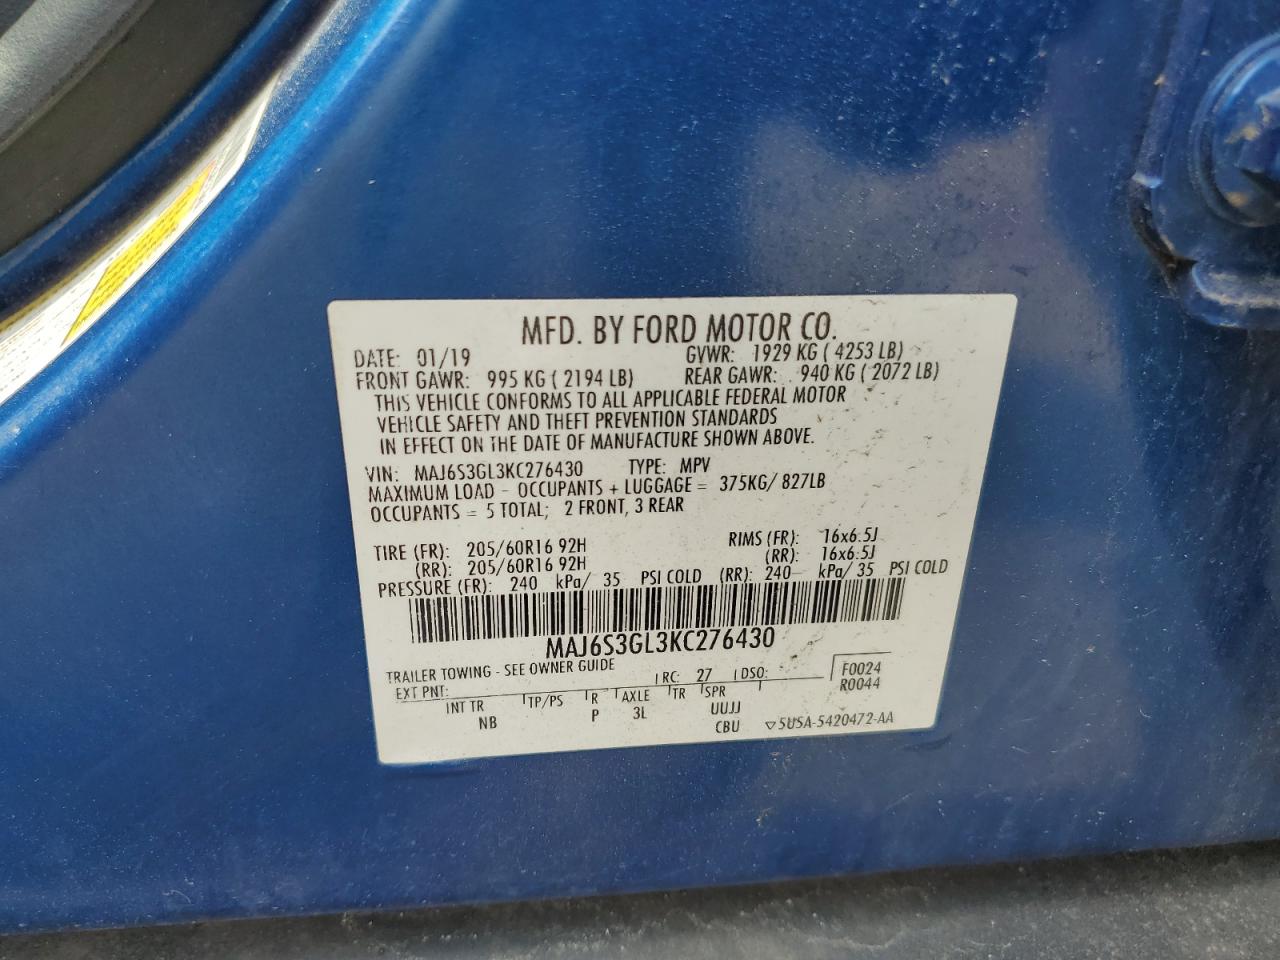 MFD. BY FORD MOTOR CO.
DATE: 01/19 GVWR: 1929 KG ( 4253 LB)
FRONT GAWR: 995 KG ( 2194 LB) REAR GAWR: 940 KG ( 2072 LB)
THIS VEHICLE CONFORMS TO ALL APPLICABLE FEDERAL MOTOR
VEHICLE SAFETY AND THEFT PREVENTION STANDARDS
IN EFFECT ON THE DATE OF MANUFACTURE SHOWN ABOVE.
VIN: MAJ6S3GL3KC276430 TYPE: MPV
MAXIMUM LOAD - OCCUPANTS + LUGGAGE = 375KG/ 827LB
OCCUPANTS = 5 TOTAL; 2 FRONT, 3 REAR
TIRE (FR): 205/60R16 92H RIMS (FR): 16x6.5J
(RR): 205/60R16 92H (RR): 16x6.5J
PRESSURE (FR): 240 kPa/ 35 PSI COLD (RR): 240 kPa/ 35 PSI COLD
MAJ6S3GL3KC276430
TRAILER TOWING - SEE OWNER GUIDE
EXT PNT: RC: 27 DSO: F0024
INT TR TP/PS R AXLE TR SPR R0044
NB P 3L UUJJ
CBU 5USA-5420472-AA